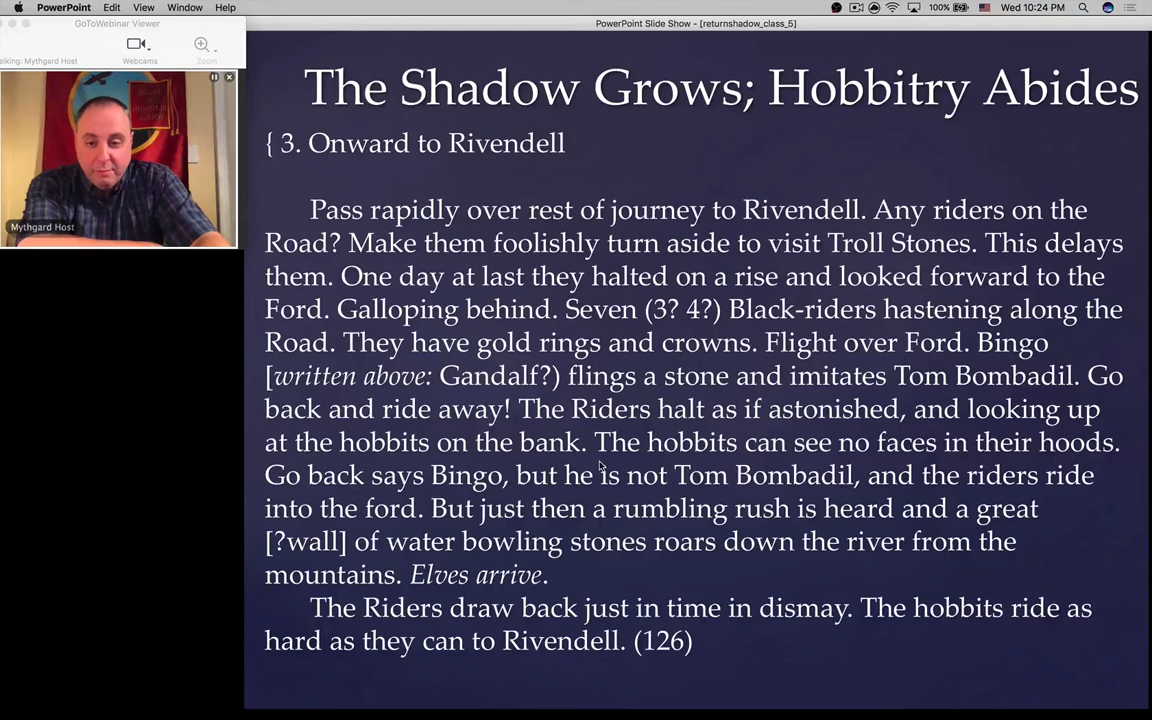 PowerPoint Edit View Window Help 100% Wed 10:24 PM
GoToWebinar Viewer
PowerPoint Slide Show - [returnshadow_class_5]
alking: Mythgard Host Webcams Zoom
Mythgard Host
The Shadow Grows; Hobbitry Abides
{ 3. Onward to Rivendell
Pass rapidly over rest of journey to Rivendell. Any riders on the
Road? Make them foolishly turn aside to visit Troll Stones. This delays
them. One day at last they halted on a rise and looked forward to the
Ford. Galloping behind. Seven (3? 4?) Black-riders hastening along the
Road. They have gold rings and crowns. Flight over Ford. Bingo
[written above: Gandalf?) flings a stone and imitates Tom Bombadil. Go
back and ride away! The Riders halt as if astonished, and looking up
at the hobbits on the bank. The hobbits can see no faces in their hoods.
Go back says Bingo, but he is not Tom Bombadil, and the riders ride
into the ford. But just then a rumbling rush is heard and a great
[?wall] of water bowling stones roars down the river from the
mountains. Elves arrive.
The Riders draw back just in time in dismay. The hobbits ride as
hard as they can to Rivendell. (126)